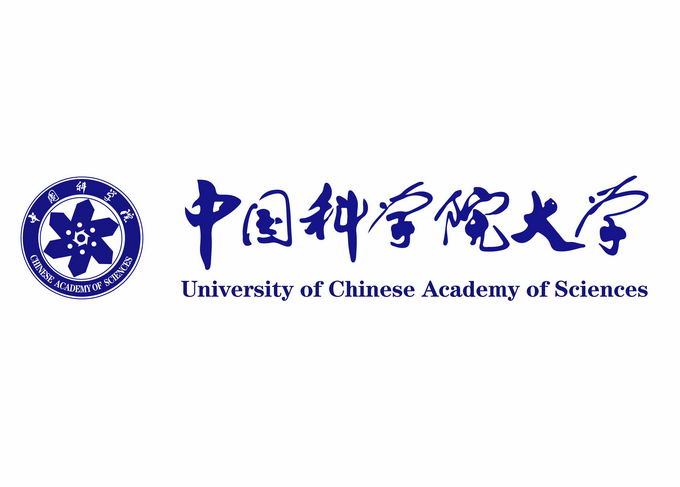 中国科学院
CHINESE ACADEMY OF SCIENCES
中国科学院大学
University of Chinese Academy of Sciences